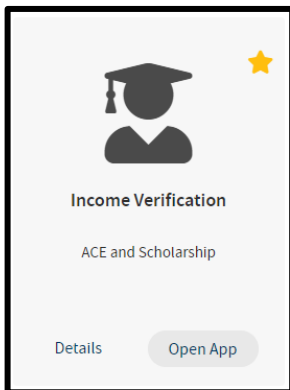 Income Verification
ACE and Scholarship
Details Open App